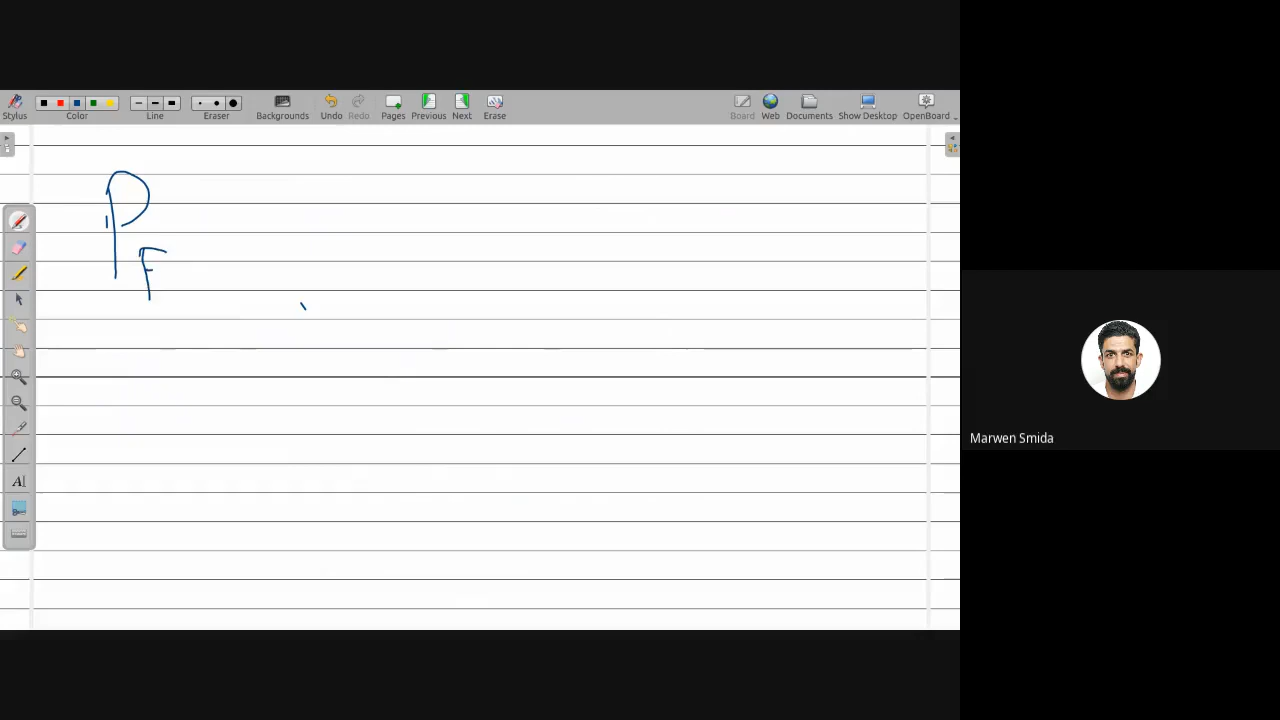 Stylus Color Line Eraser Backgrounds Undo Redo Pages Previous Next Erase Board Web Documents Show Desktop OpenBoard
P
F
Marwen Smida